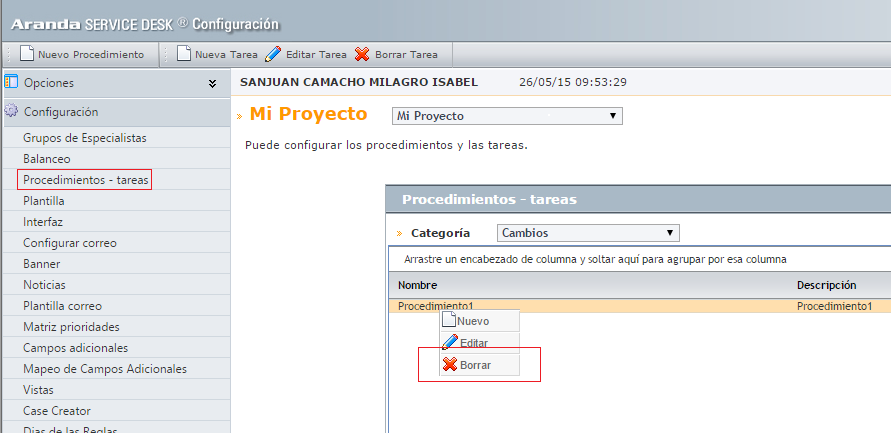 Aranda SERVICE DESK ® Configuración
Nuevo Procedimiento Nueva Tarea Editar Tarea Borrar Tarea
Opciones
Configuración
Grupos de Especialistas
Balanceo
Procedimientos - tareas
Plantilla
Interfaz
Configurar correo
Banner
Noticias
Plantilla correo
Matriz prioridades
Campos adicionales
Mapeo de Campos Adicionales
Vistas
Case Creator
Dias de las Reglas
SANJUAN CAMACHO MILAGRO ISABEL 26/05/15 09:53:29
» Mi Proyecto Mi Proyecto
Puede configurar los procedimientos y las tareas.
Procedimientos - tareas
» Categoría Cambios
Arrastre un encabezado de columna y soltar aquí para agrupar por esa columna
Nombre Descripción
Procedimiento1 Procedimiento1
Nuevo
Editar
Borrar